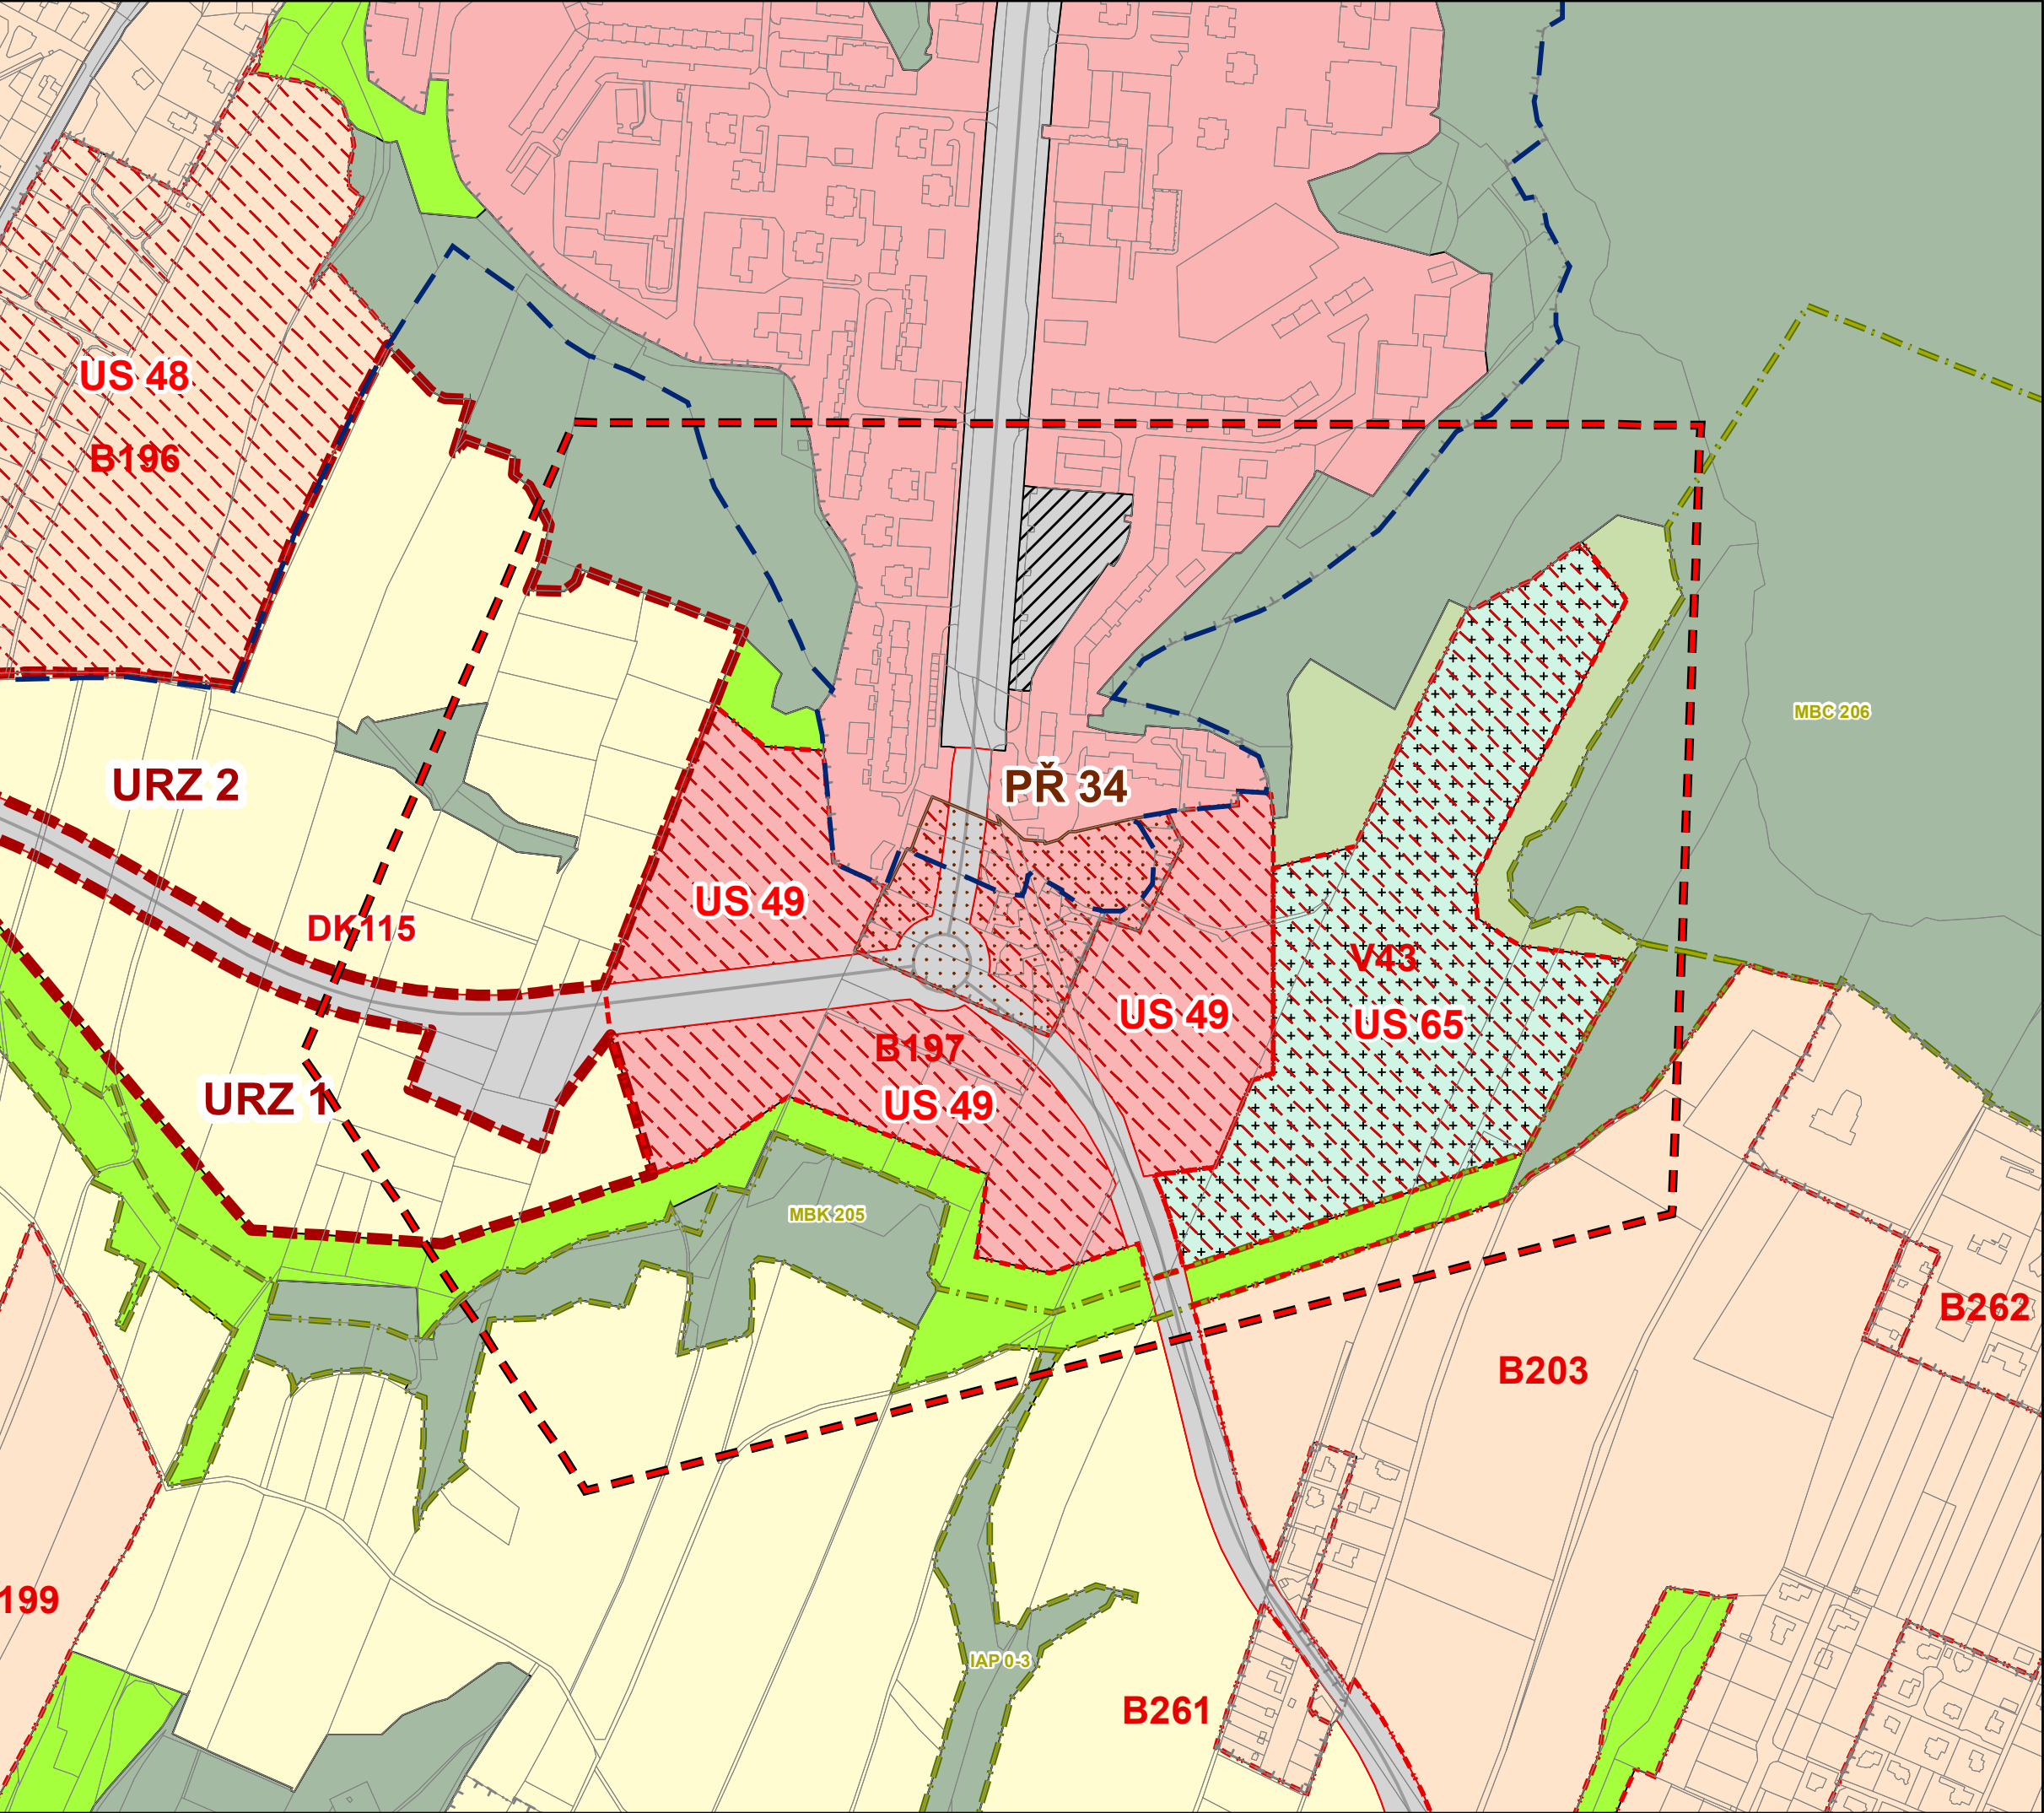 US 48
B196
MBC 206
URZ 2
PŘ 34
US 49
DK115
V43
US 49
US 65
B197
URZ 1
US 49
MBK 205
B262
B203
199
IAP 0-3
B261